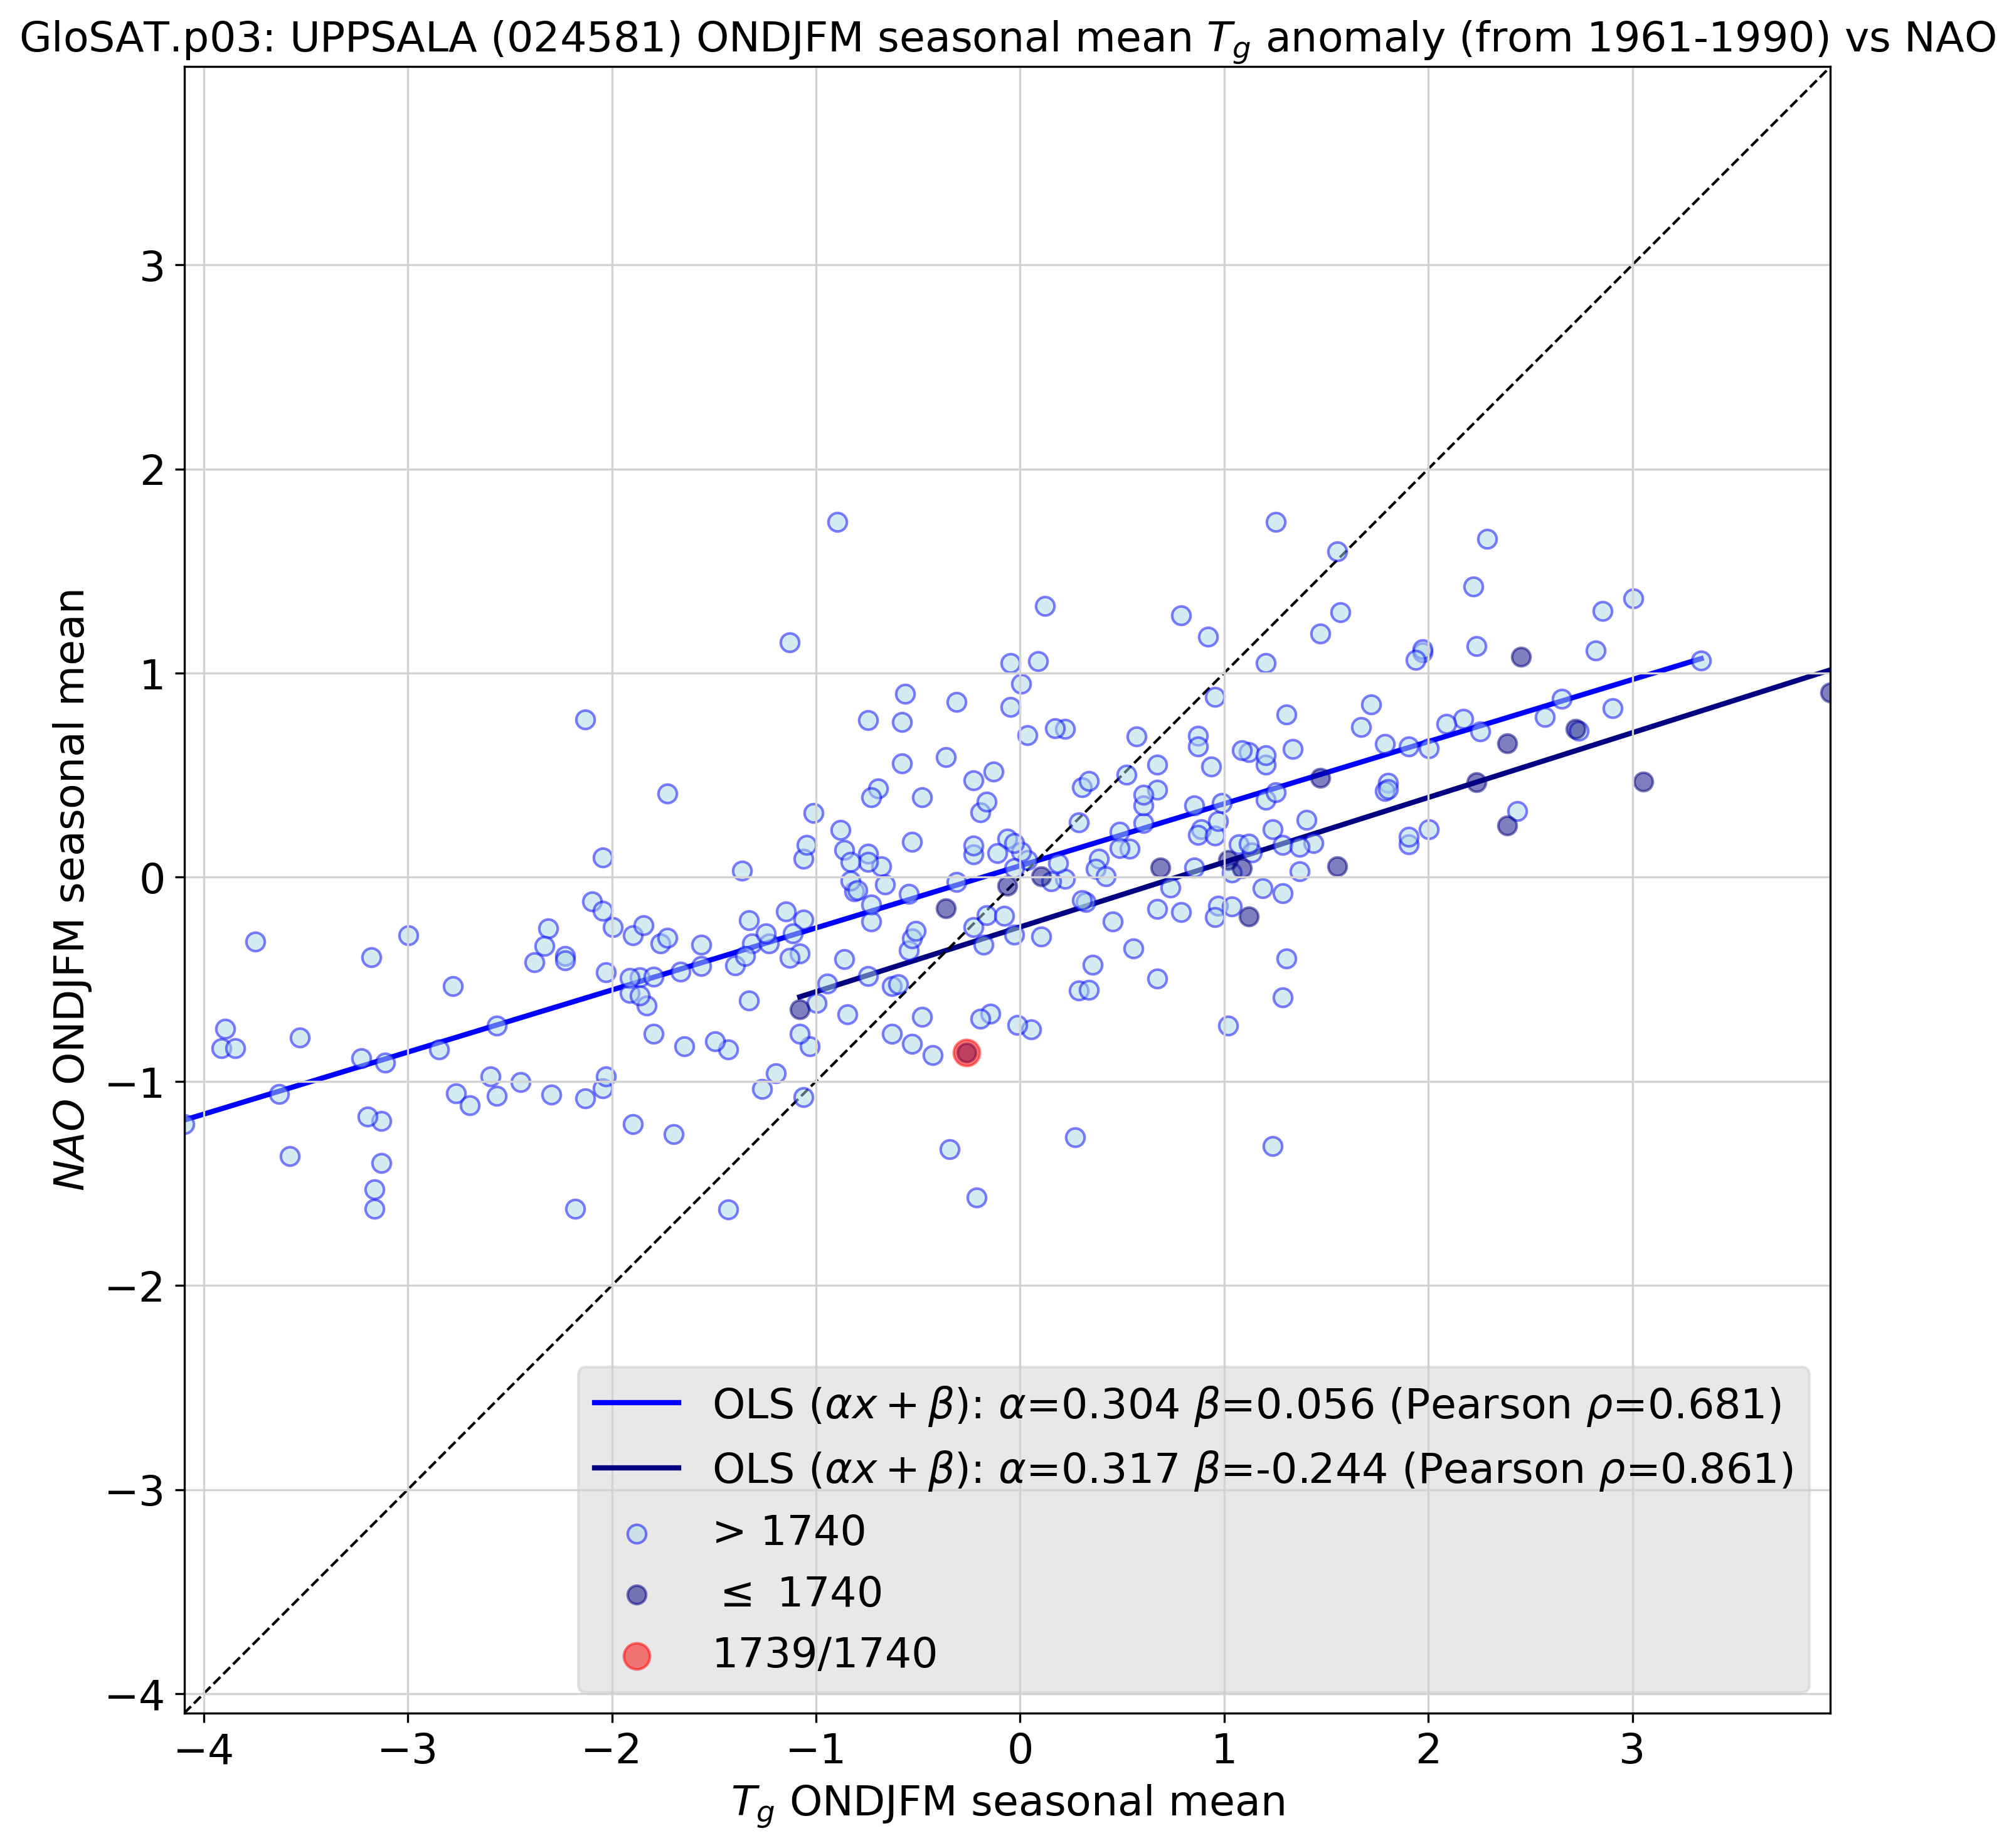 GloSAT.p03: UPPSALA (024581) ONDJFM seasonal mean Tg anomaly (from 1961-1990) vs NAO
3
2
1
0
−1
−2
−3
−4
NAO ONDJFM seasonal mean
OLS (αx + β): α=0.304 β=0.056 (Pearson ρ=0.681)
OLS (αx + β): α=0.317 β=-0.244 (Pearson ρ=0.861)
> 1740
≤ 1740
1739/1740
−4 −3 −2 −1 0 1 2 3
Tg ONDJFM seasonal mean